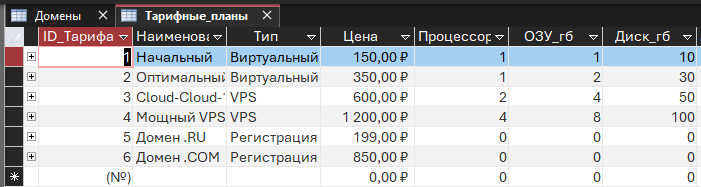 Домены Тарифные_планы
ID_Тарифа Наименова Тип Цена Процессор ОЗУ_гб Диск_гб
1 Начальный Виртуальный 150,00 ₽ 1 1 10
2 Оптимальный Виртуальный 350,00 ₽ 1 2 30
3 Cloud-Cloud-1 VPS 600,00 ₽ 2 4 50
4 Мощный VPS VPS 1 200,00 ₽ 4 8 100
5 Домен .RU Регистрация 199,00 ₽ 0 0 0
6 Домен .COM Регистрация 850,00 ₽ 0 0 0
(№) 0,00 ₽ 0 0 0